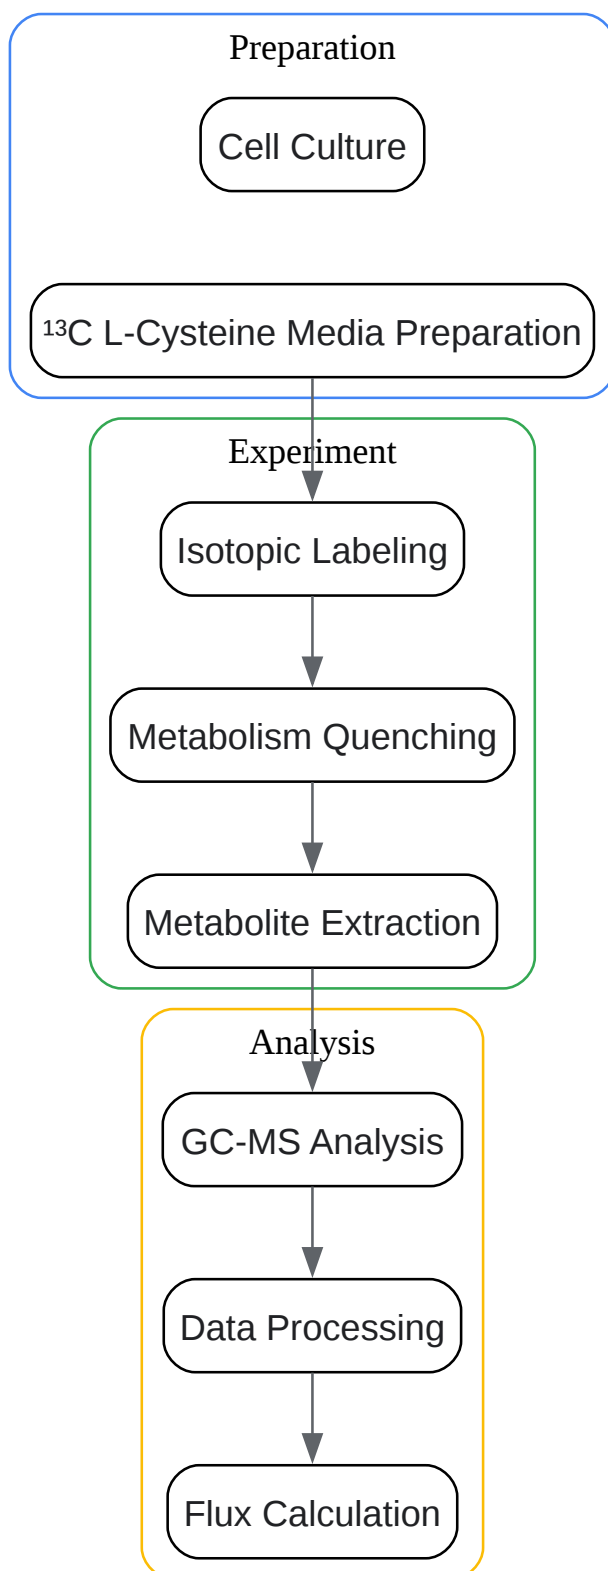 Preparation
Cell Culture
¹³C L-Cysteine Media Preparation
Experiment
Isotopic Labeling
Metabolism Quenching
Metabolite Extraction
Analysis
GC-MS Analysis
Data Processing
Flux Calculation